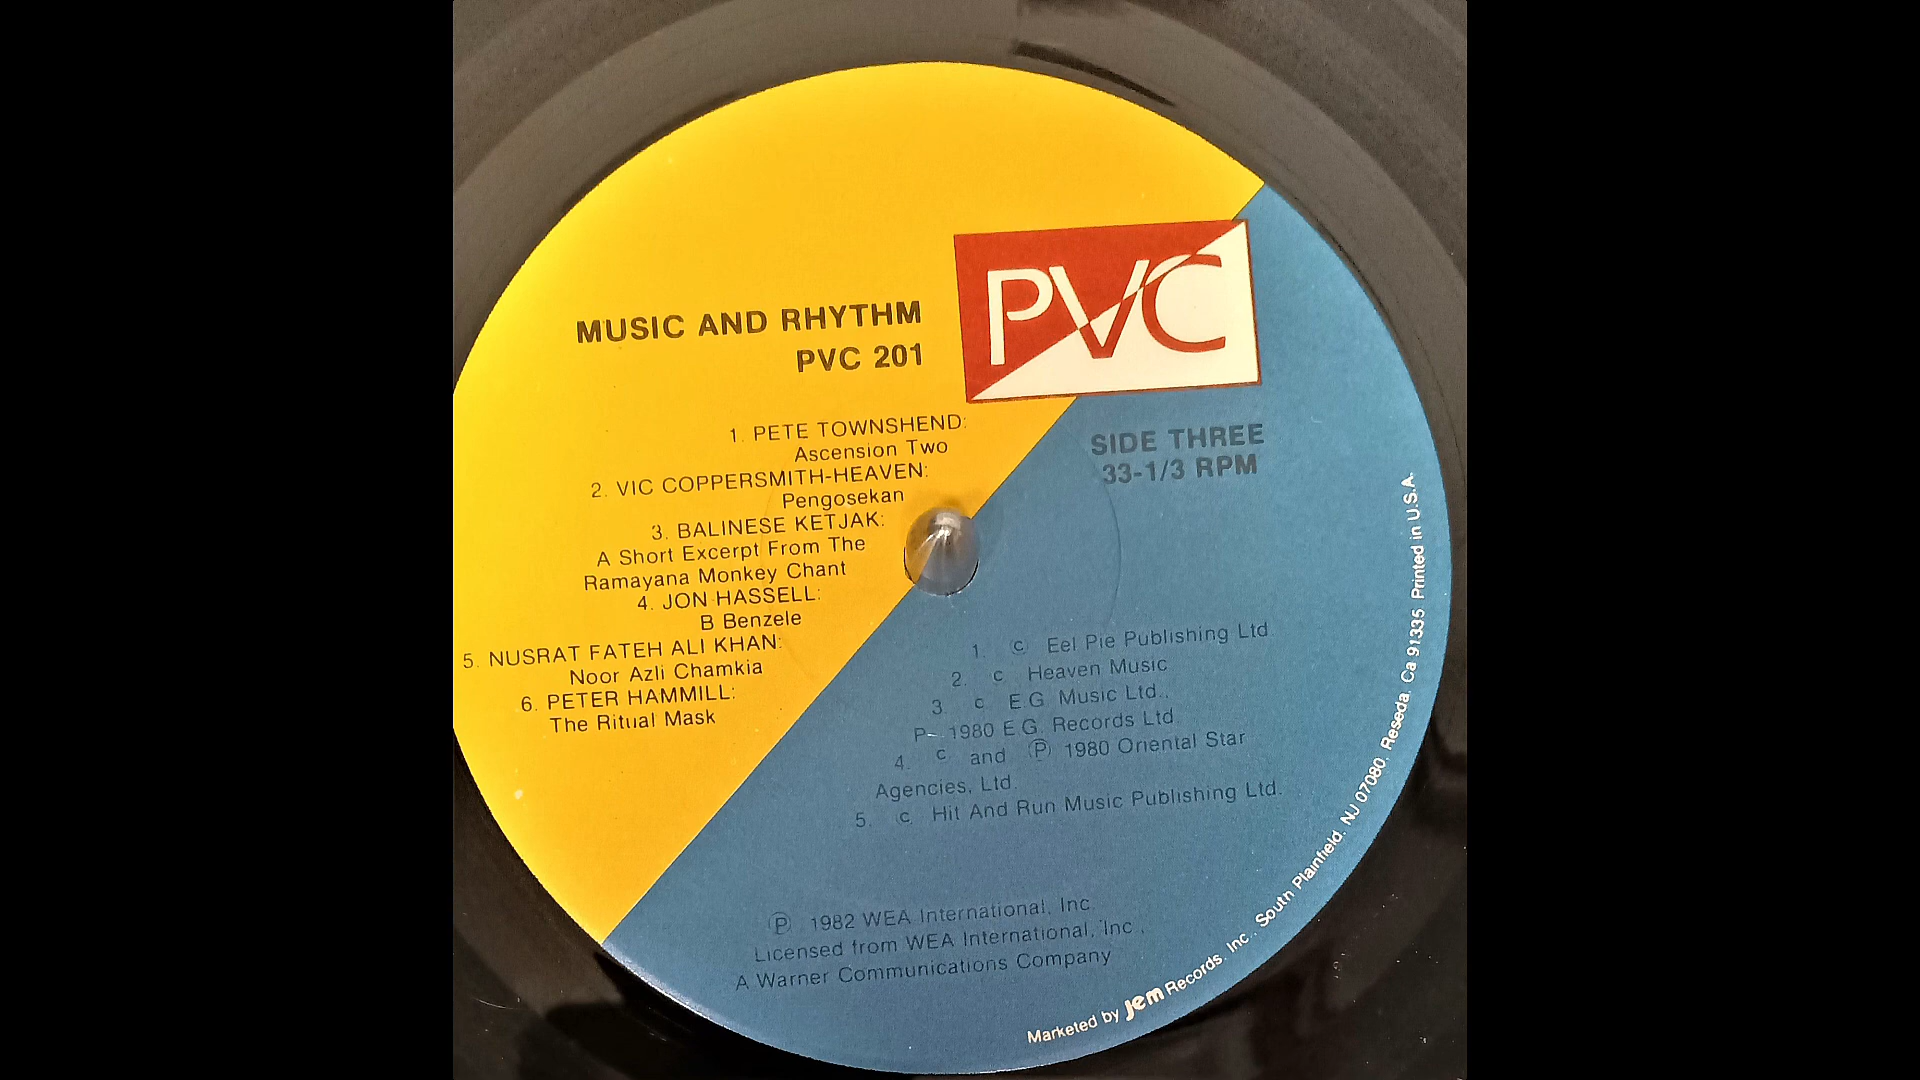 PVC
MUSIC AND RHYTHM
PVC 201
1. PETE TOWNSHEND:
Ascension Two
2. VIC COPPERSMITH-HEAVEN:
Pengosekan
3. BALINESE KETJAK:
A Short Excerpt From The
Ramayana Monkey Chant
4. JON HASSELL:
B Benzele
5. NUSRAT FATEH ALI KHAN:
Noor Azli Chamkia
6. PETER HAMMILL:
The Ritual Mask
SIDE THREE
33-1/3 RPM
1. © Eel Pie Publishing Ltd.
2. c Heaven Music
3. c E.G. Music Ltd.,
P 1980 E.G. Records Ltd.
4. c and Ⓟ 1980 Oriental Star
Agencies, Ltd.
5. c Hit And Run Music Publishing Ltd.
Ⓟ 1982 WEA International, Inc.
Licensed from WEA International, Inc.,
A Warner Communications Company
Marketed by Jem Records, Inc., South Plainfield, NJ 07080, Reseda, Ca 91335 Printed in U.S.A.